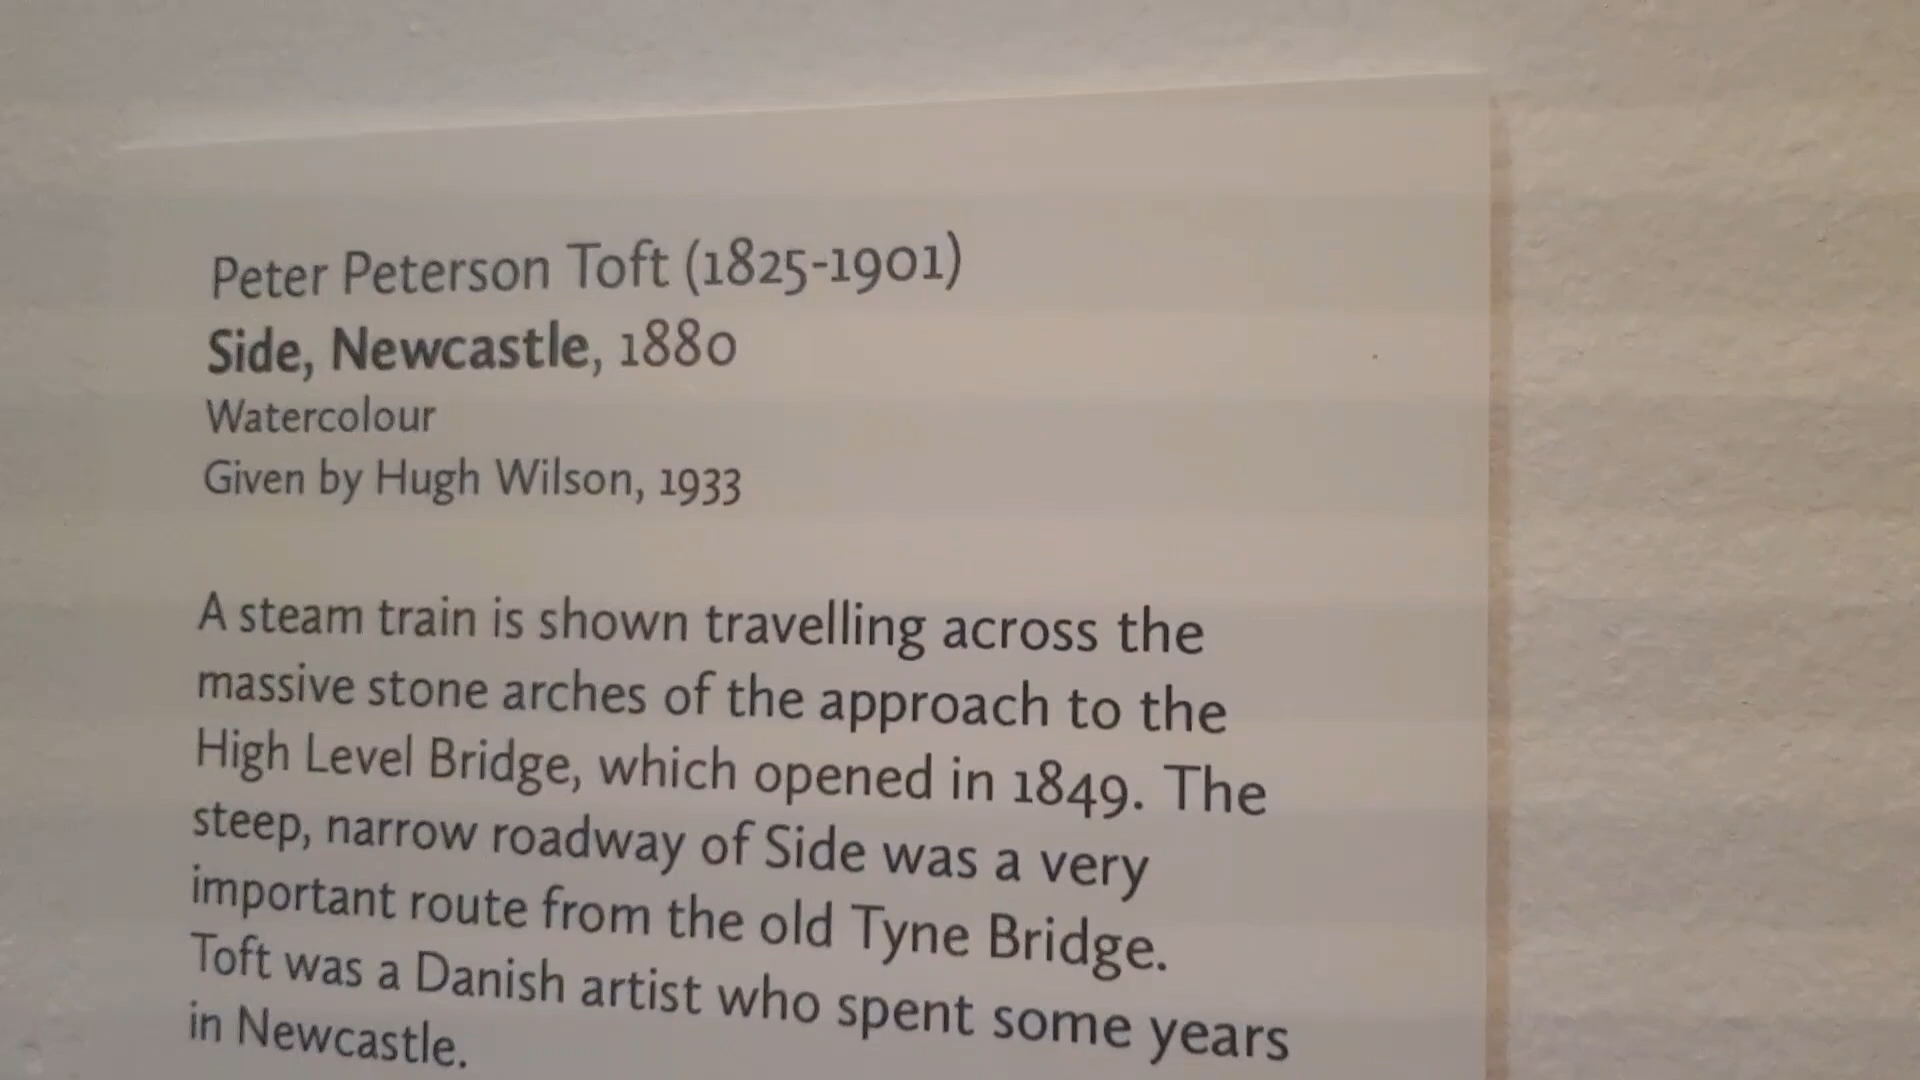 Peter Peterson Toft (1825-1901)
Side, Newcastle, 1880
Watercolour
Given by Hugh Wilson, 1933
A steam train is shown travelling across the
massive stone arches of the approach to the
High Level Bridge, which opened in 1849. The
steep, narrow roadway of Side was a very
important route from the old Tyne Bridge.
Toft was a Danish artist who spent some years
in Newcastle.